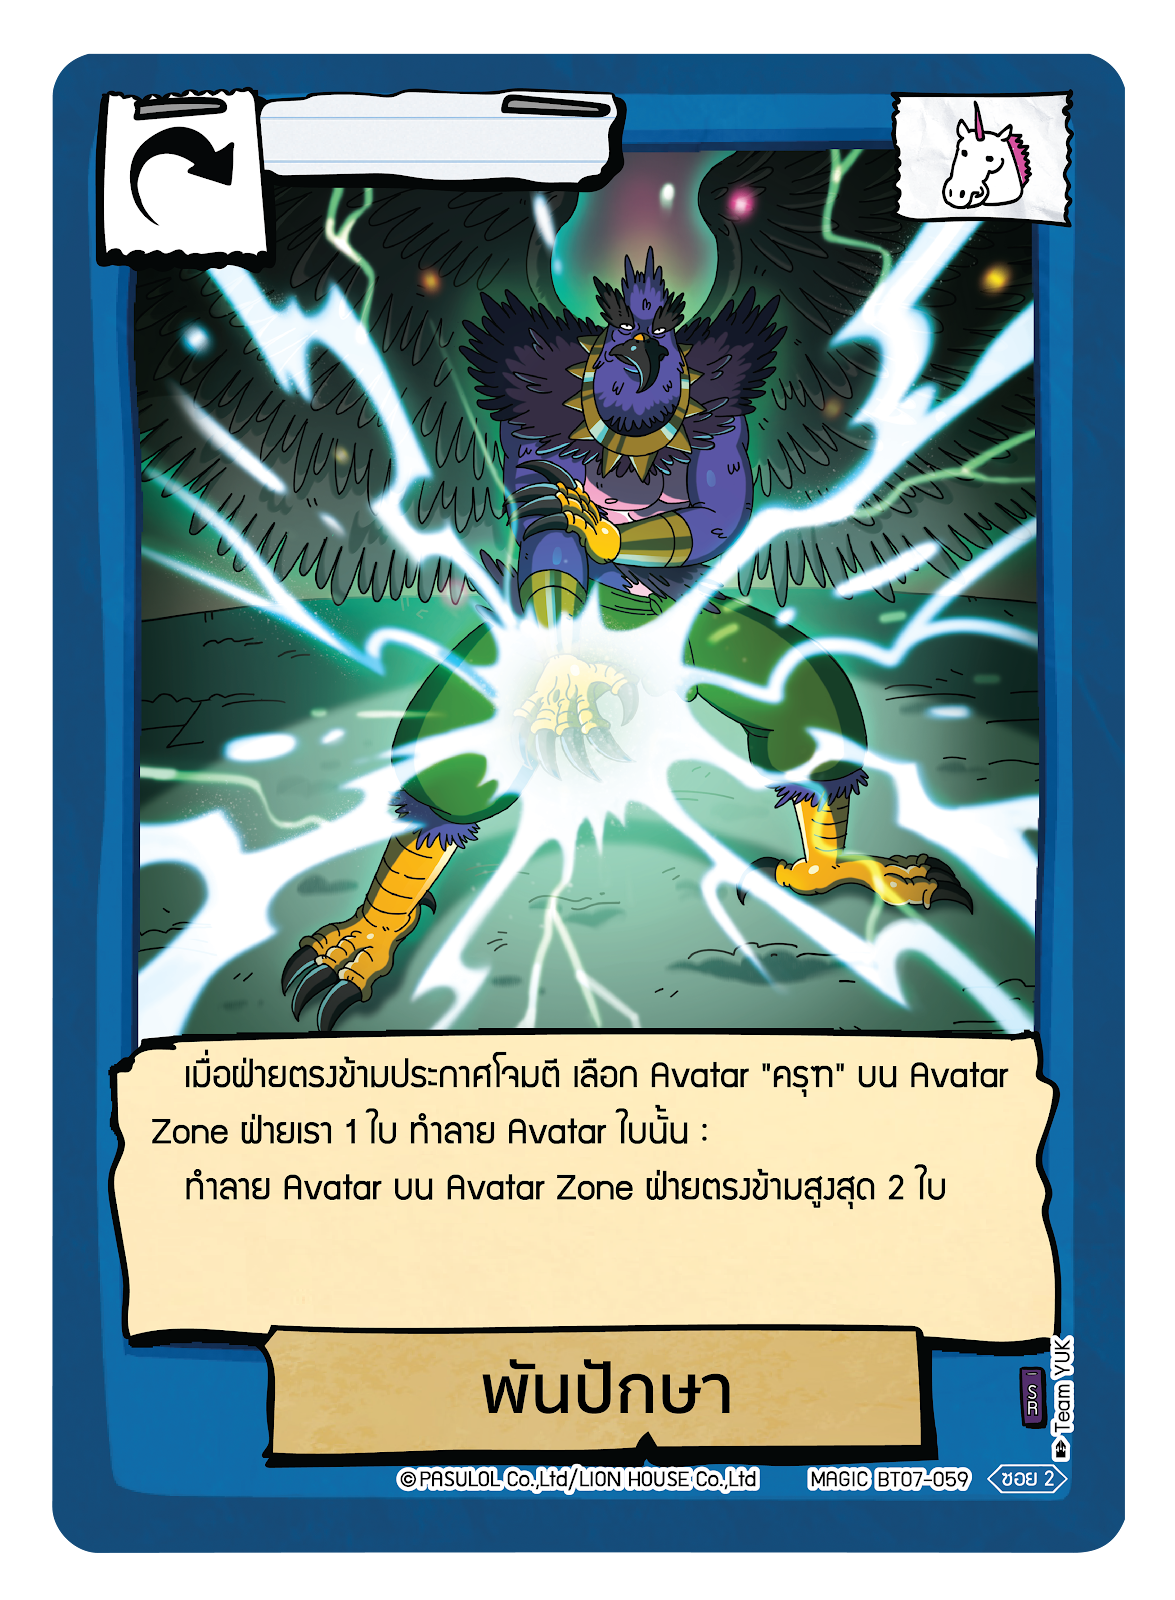 เมื่อฝ่ายตรงข้ามประกาศโจมตี เลือก Avatar "ครุฑ" บน Avatar
Zone ฝ่ายเรา 1 ใบ ทำลาย Avatar ใบนั้น :
ทำลาย Avatar บน Avatar Zone ฝ่ายตรงข้ามสูงสุด 2 ใบ
พันปักษา
SR
Team YUK
©PASULOL Co.,Ltd/LION HOUSE Co.,Ltd
MAGIC BT07-059
ซอย 2